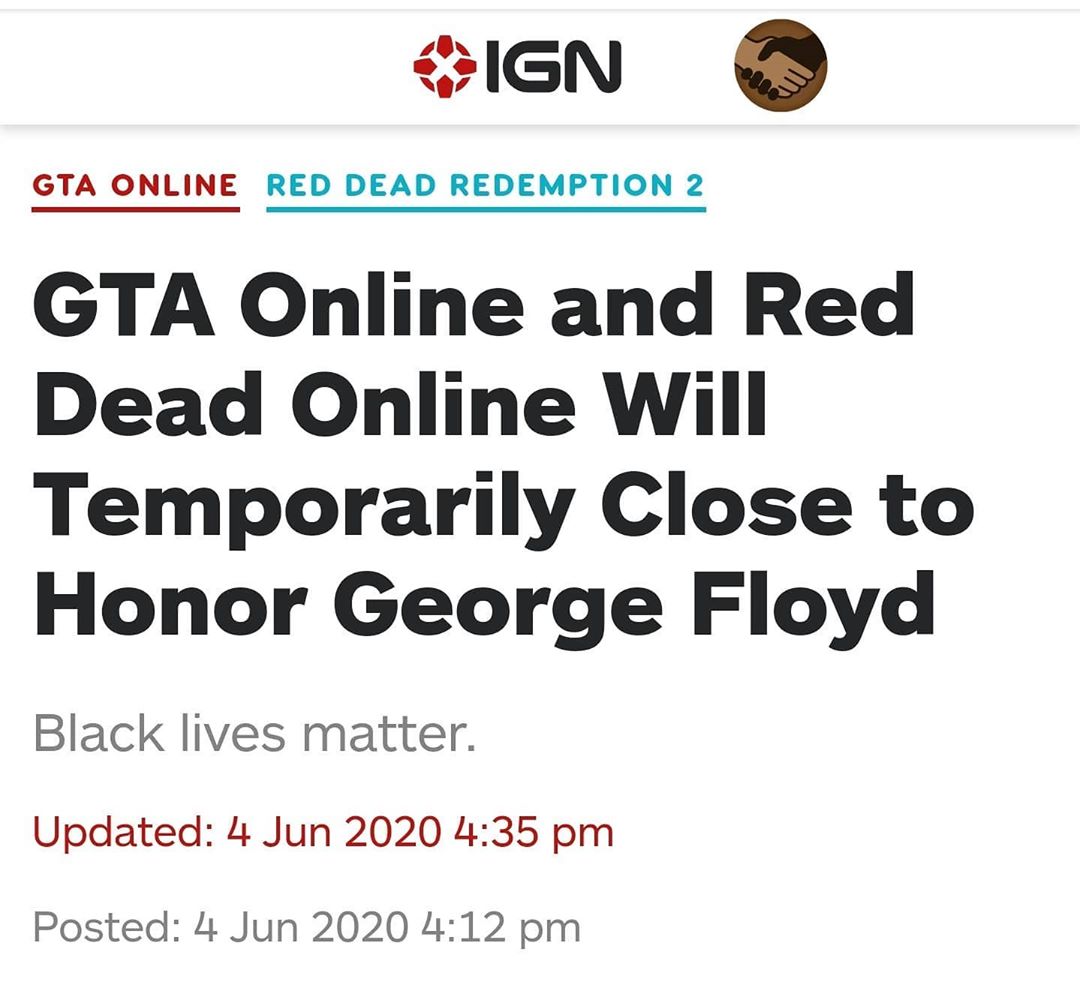 IGN
GTA ONLINE RED DEAD REDEMPTION 2
GTA Online and Red
Dead Online Will
Temporarily Close to
Honor George Floyd
Black lives matter.
Updated: 4 Jun 2020 4:35 pm
Posted: 4 Jun 2020 4:12 pm